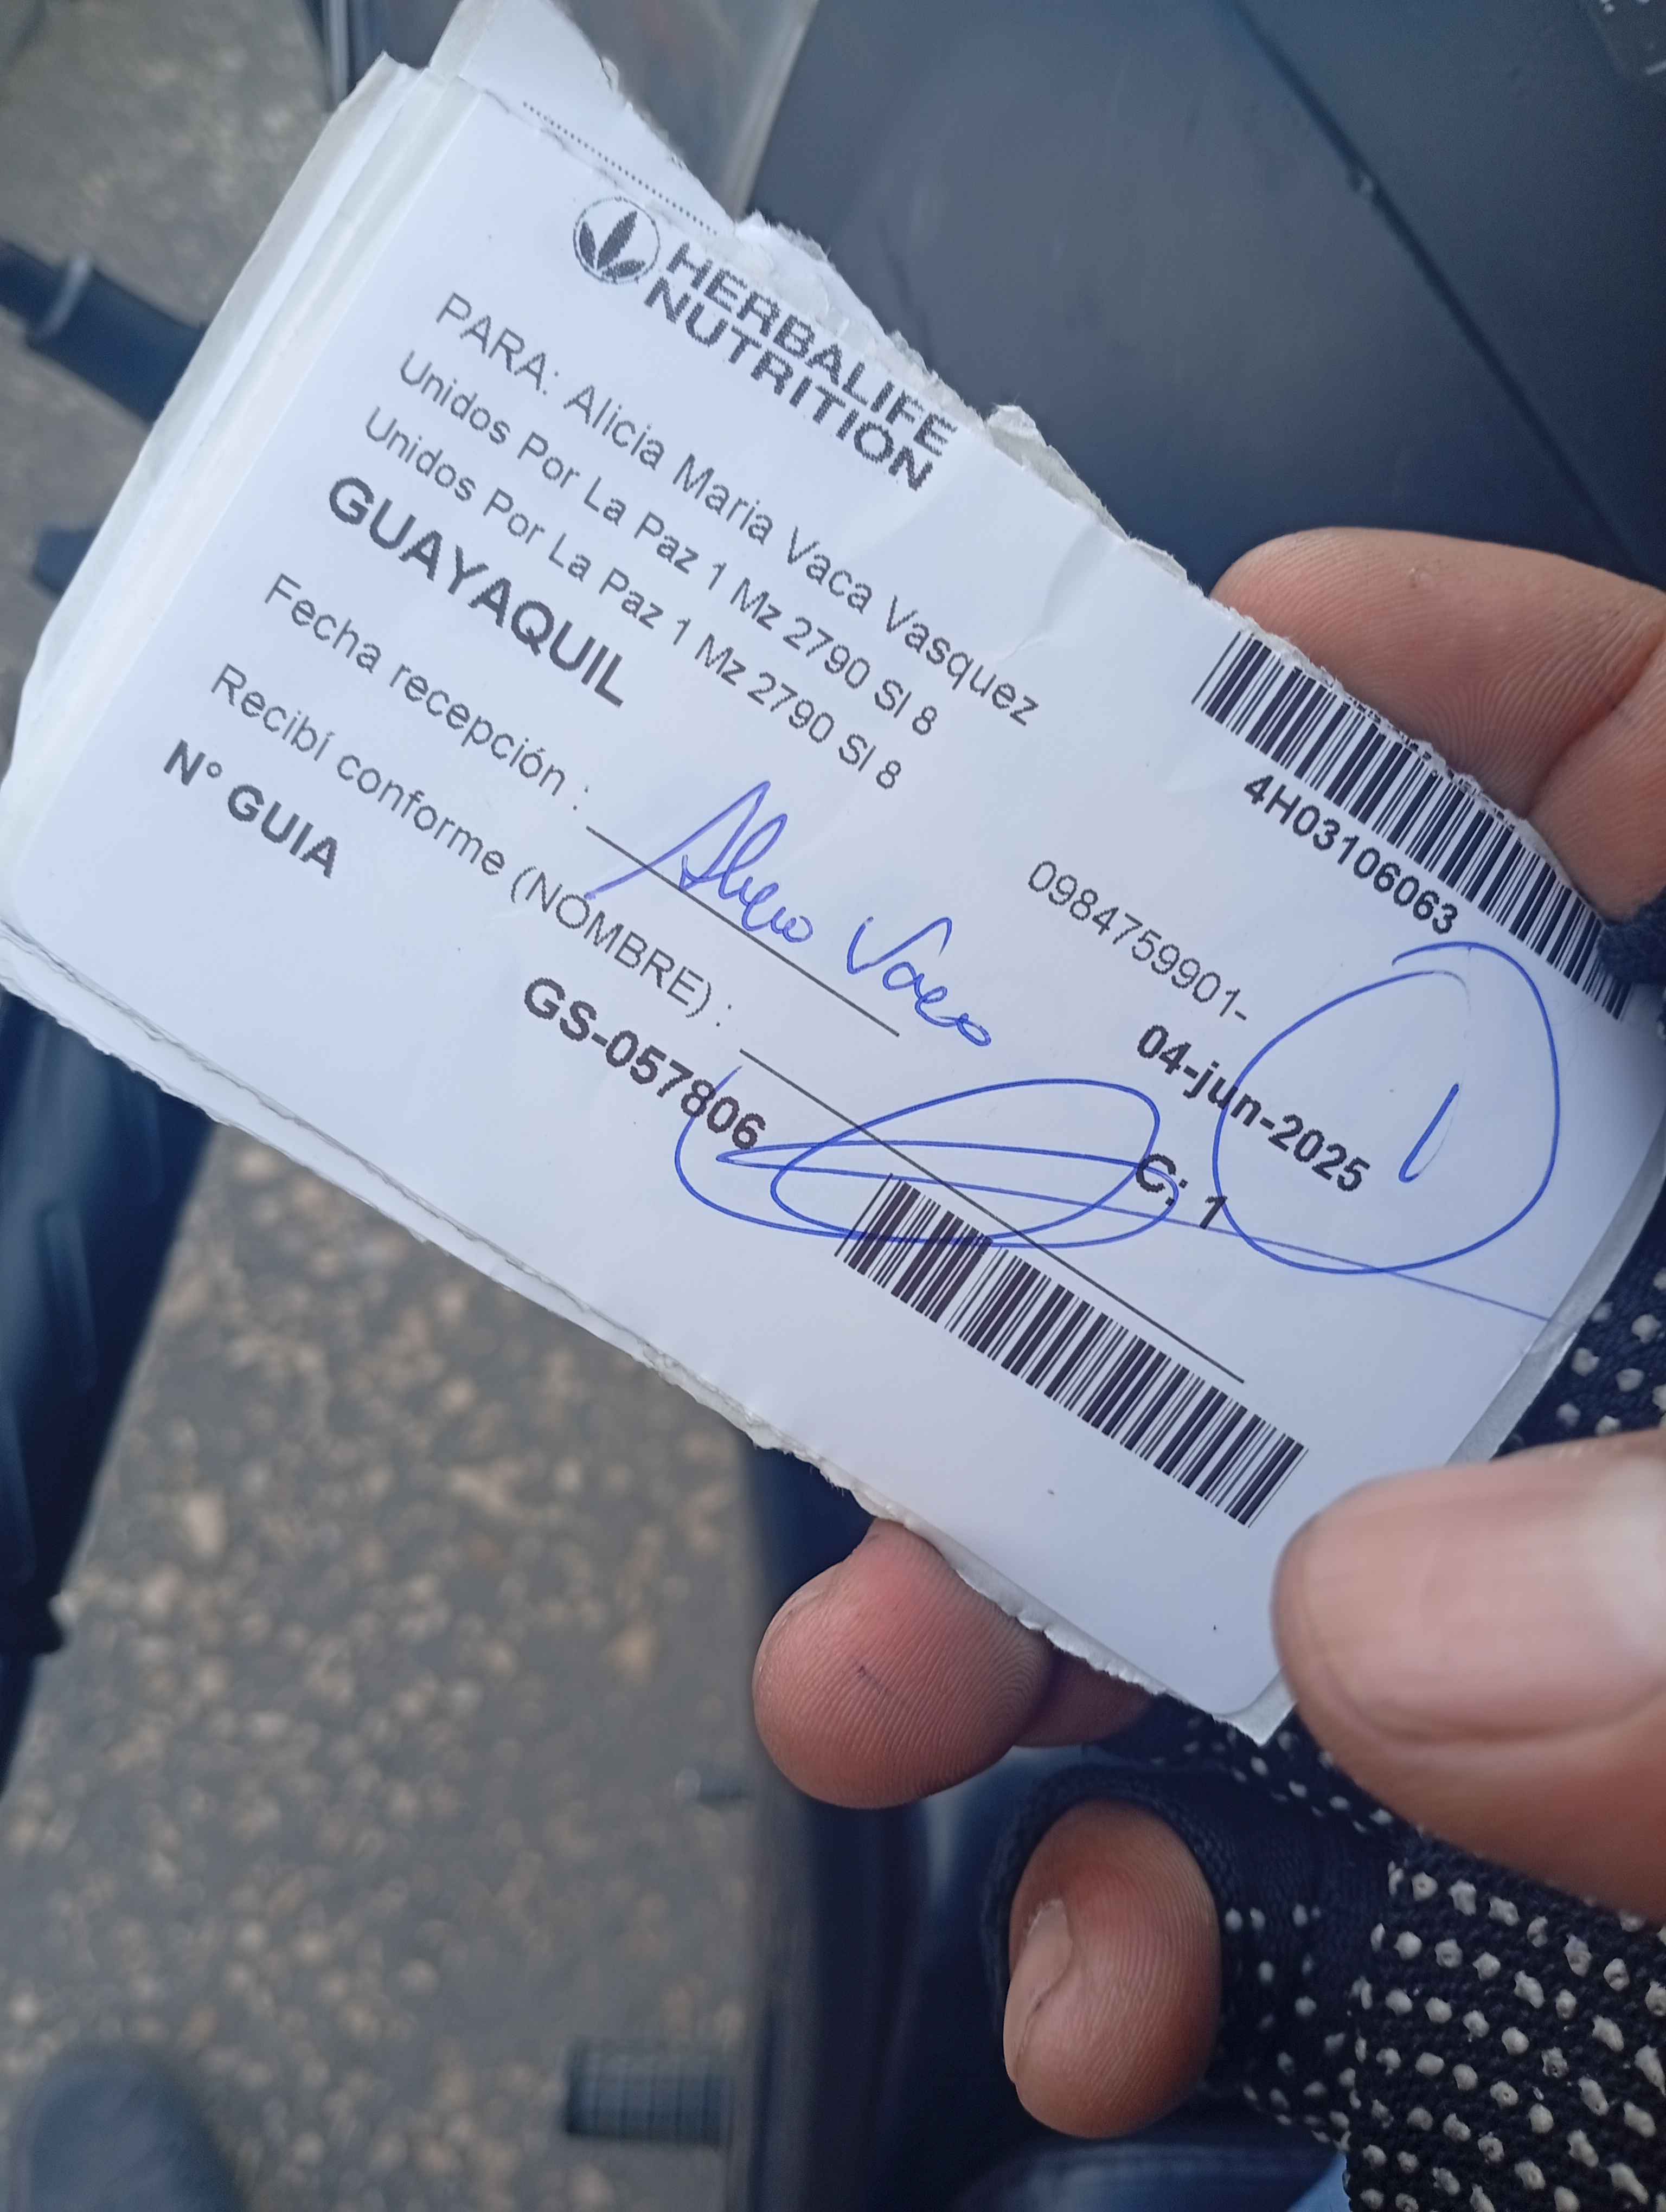 HERBALIFE
NUTRITION
4H03106063
PARA: Alicia Maria Vaca Vasquez
Unidos Por La Paz 1 Mz 2790 Sl 8
Unidos Por La Paz 1 Mz 2790 Sl 8
0984759901-
GUAYAQUIL
04-jun-2025
1
Fecha recepción :
Recibí conforme (NOMBRE) :
Nº GUIA
GS-057806
C: 1